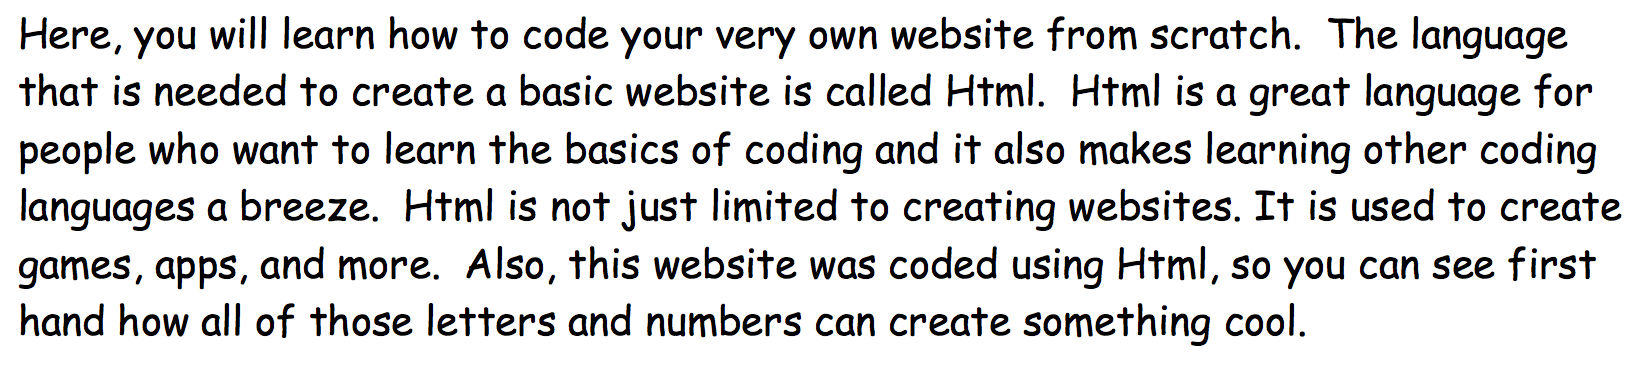 Here, you will learn how to code your very own website from scratch.  The language
that is needed to create a basic website is called Html.  Html is a great language for
people who want to learn the basics of coding and it also makes learning other coding
languages a breeze.  Html is not just limited to creating websites. It is used to create
games, apps, and more.  Also, this website was coded using Html, so you can see first
hand how all of those letters and numbers can create something cool.